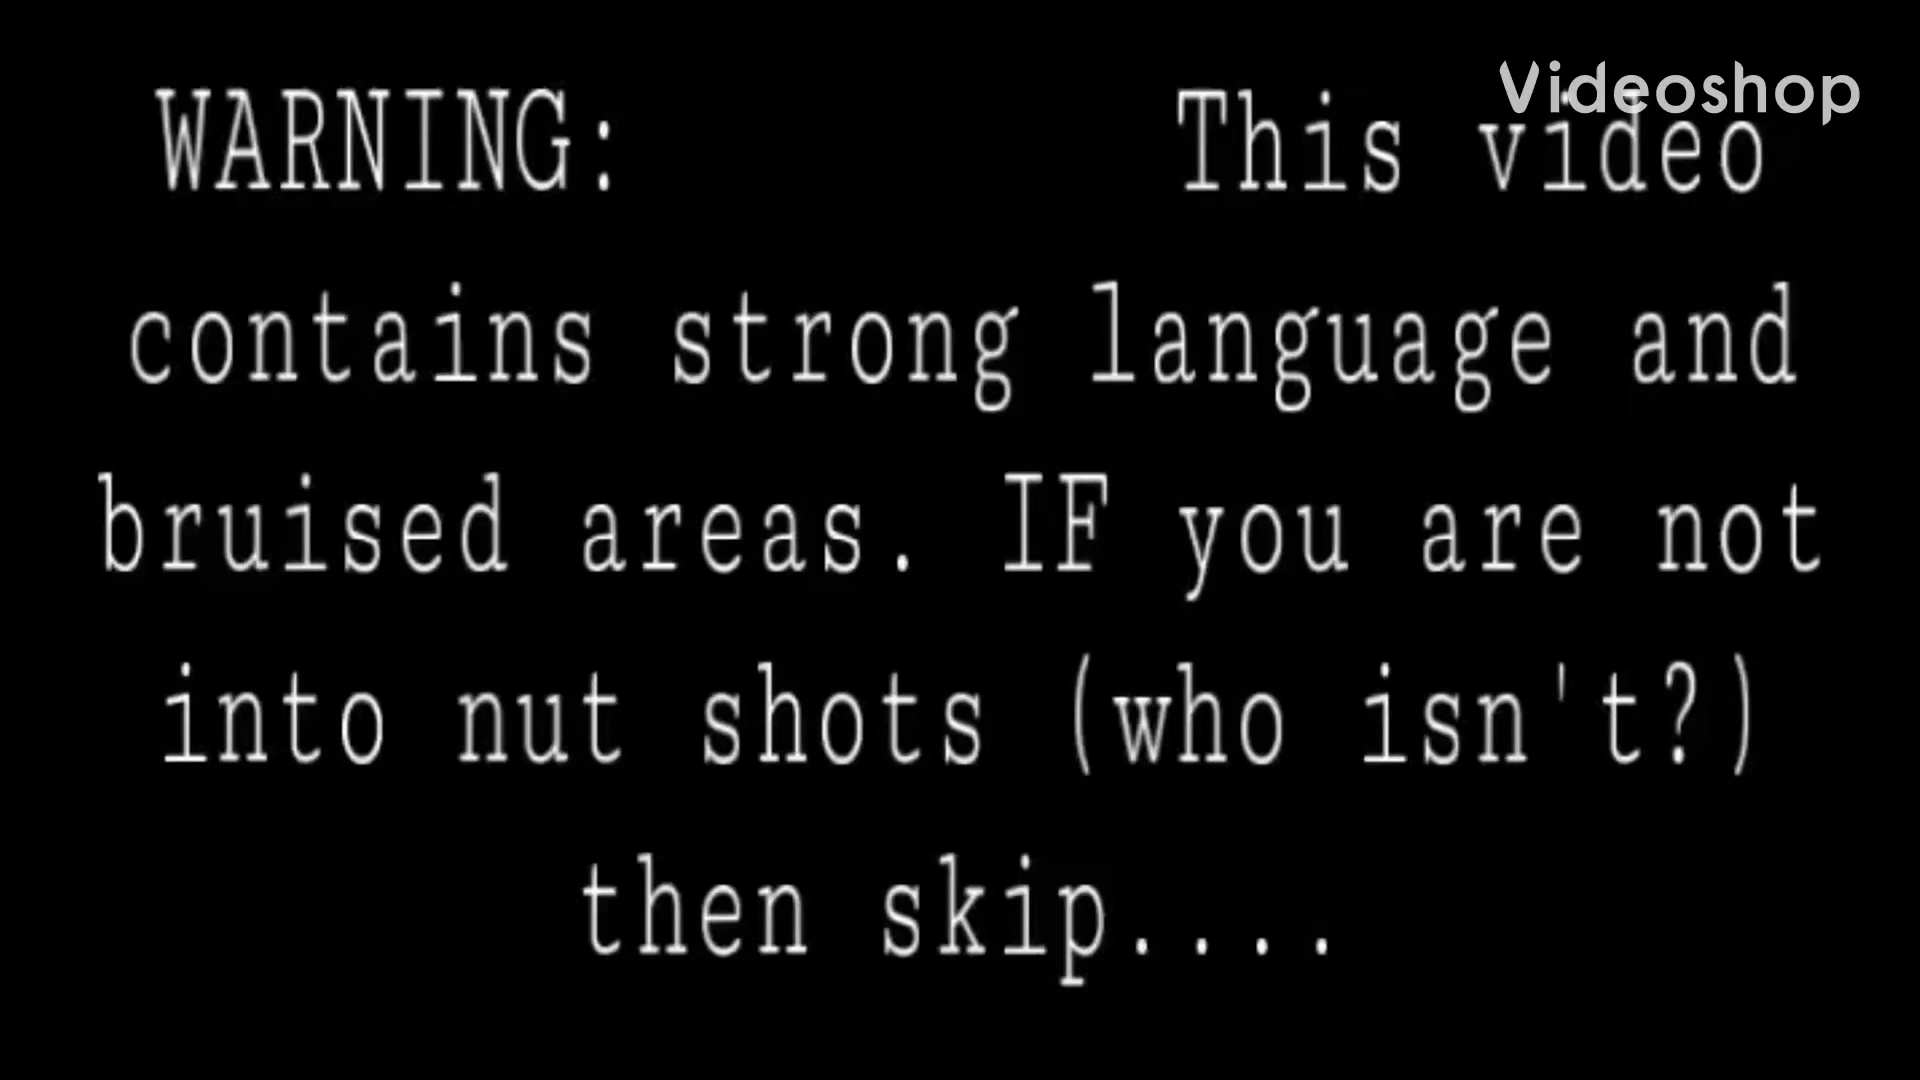 Videoshop
WARNING: This video
contains strong language and
bruised areas. IF you are not
into nut shots (who isn't?)
then skip....